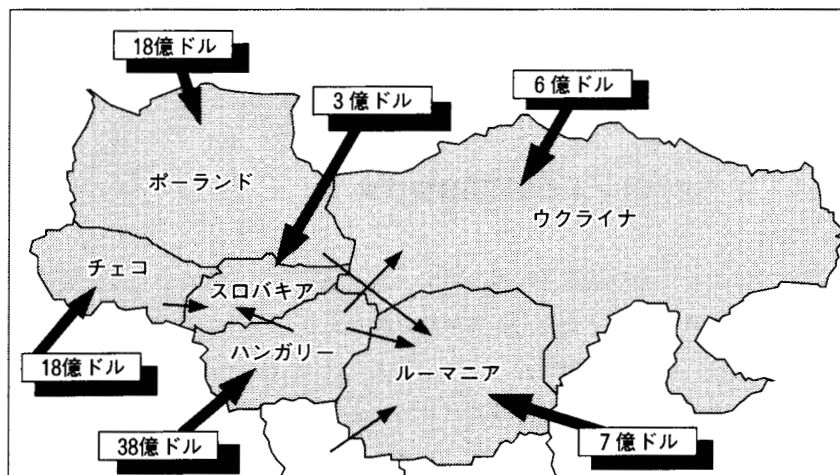 18億ドル
3億ドル
6億ドル
ポーランド
ウクライナ
チェコ
スロバキア
ハンガリー
ルーマニア
18億ドル
38億ドル
7億ドル